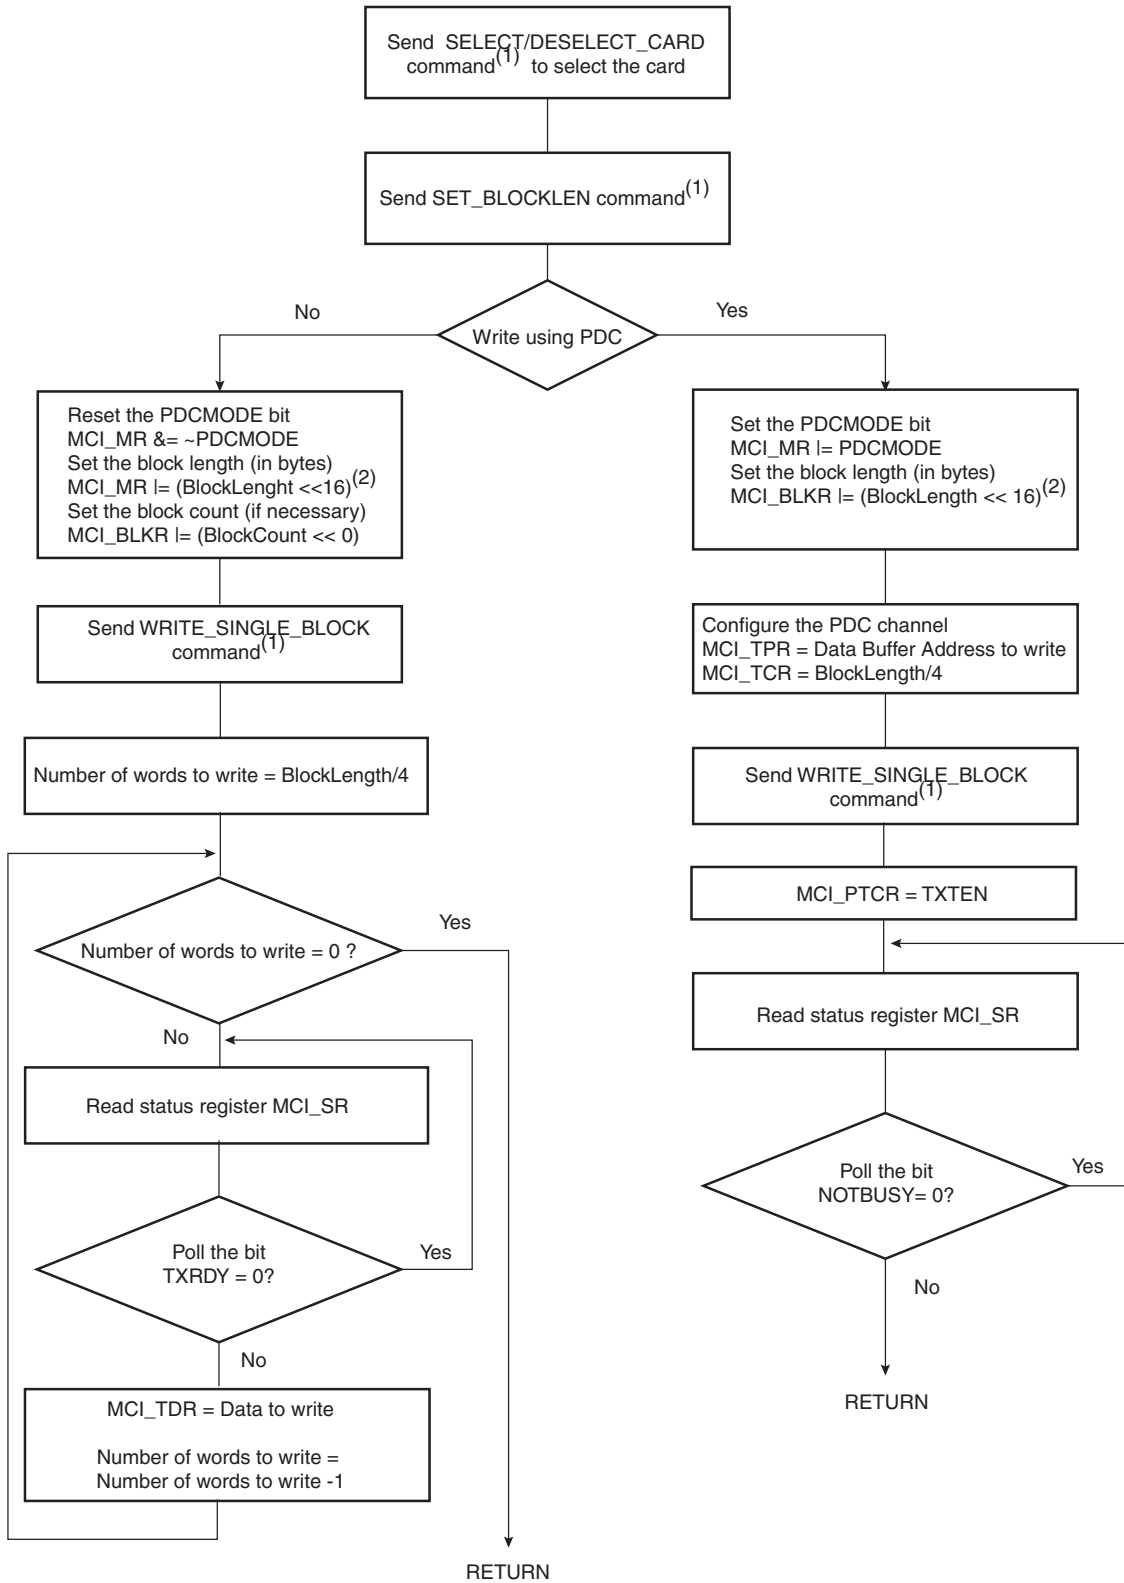 Send SELECT/DESELECT_CARD
command(1) to select the card
Send SET_BLOCKLEN command(1)
No
Yes
Write using PDC
Reset the PDCMODE bit
MCI_MR &= ~PDCMODE
Set the block length (in bytes)
MCI_MR |= (BlockLenght <<16)(2)
Set the block count (if necessary)
MCI_BLKR |= (BlockCount << 0)
Send WRITE_SINGLE_BLOCK
command(1)
Number of words to write = BlockLength/4
Number of words to write = 0 ?
Yes
No
Read status register MCI_SR
Poll the bit
TXRDY = 0?
Yes
No
MCI_TDR = Data to write
Number of words to write =
Number of words to write -1
RETURN
Set the PDCMODE bit
MCI_MR |= PDCMODE
Set the block length (in bytes)
MCI_BLKR |= (BlockLength << 16)(2)
Configure the PDC channel
MCI_TPR = Data Buffer Address to write
MCI_TCR = BlockLength/4
Send WRITE_SINGLE_BLOCK
command(1)
MCI_PTCR = TXTEN
Read status register MCI_SR
Poll the bit
NOTBUSY= 0?
Yes
No
RETURN